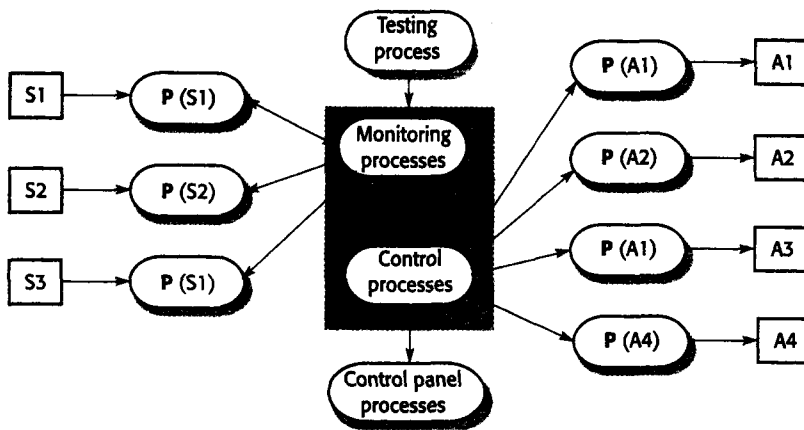 Testing
process
S1
P (S1)
P (A1)
A1
Monitoring
processes
S2
P (S2)
P (A2)
A2
S3
P (S1)
Control
processes
P (A1)
A3
P (A4)
A4
Control panel
processes